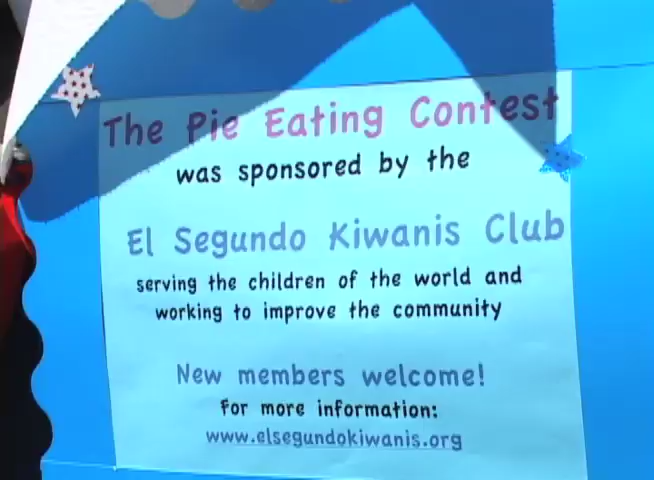 The Pie Eating Contest
was sponsored by the
El Segundo Kiwanis Club
serving the children of the world and
working to improve the community
New members welcome!
For more information:
www.elsegundokiwanis.org